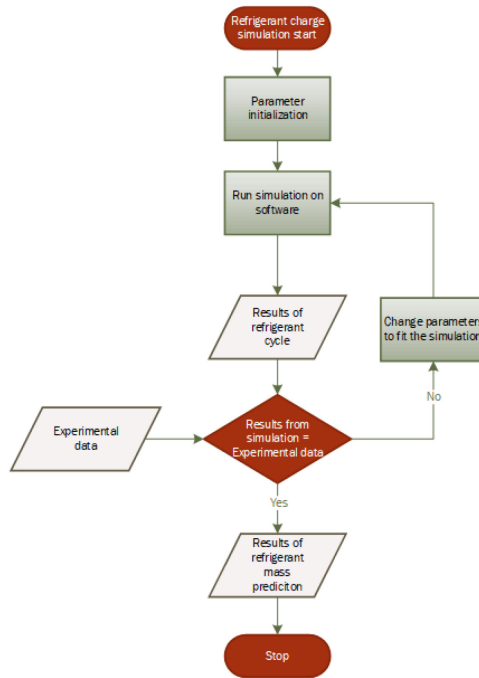 Refrigerant charge
simulation start
Parameter
initialization
Run simulation on
software
Results of
refrigerant
cycle
Change parameters
to fit the simulation
No
Experimental
data
Results from
simulation =
Experimental data
Yes
Results of
refrigerant
mass
prediciton
Stop